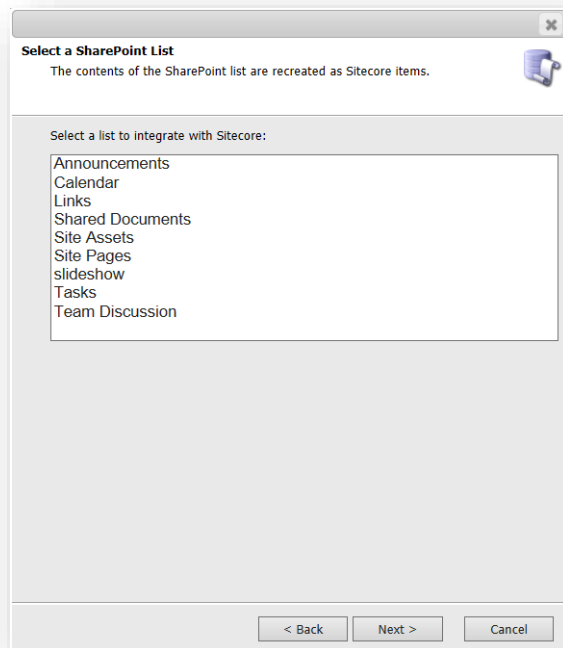 Select a SharePoint List
The contents of the SharePoint list are recreated as Sitecore items.
Select a list to integrate with Sitecore:
Announcements
Calendar
Links
Shared Documents
Site Assets
Site Pages
slideshow
Tasks
Team Discussion
< Back Next > Cancel